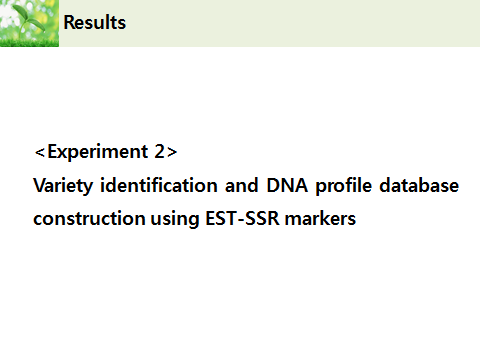 Results
<Experiment 2>
Variety identification and DNA profile database
construction using EST-SSR markers